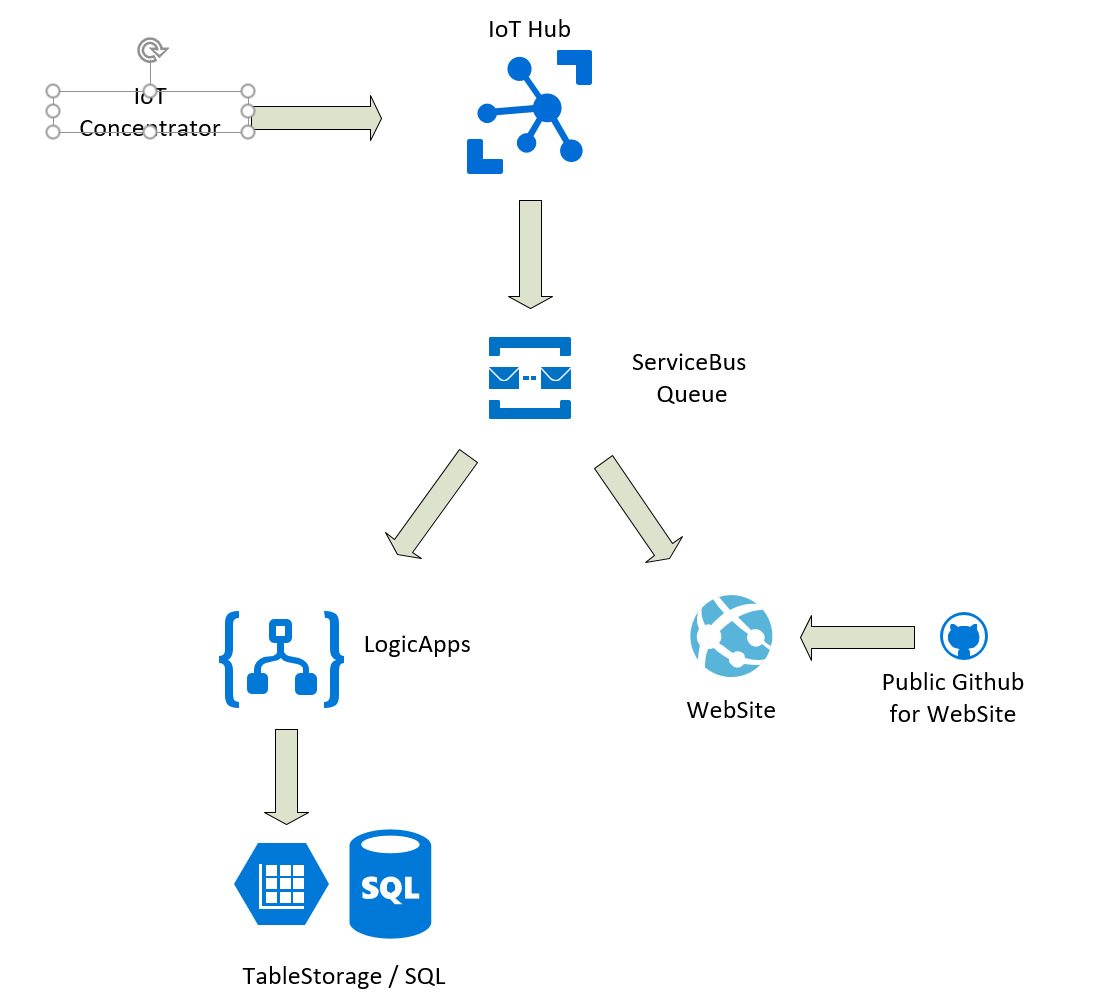 IoT Hub
IoT
Concentrator
ServiceBus
Queue
LogicApps
WebSite
Public Github
for WebSite
SQL
TableStorage / SQL